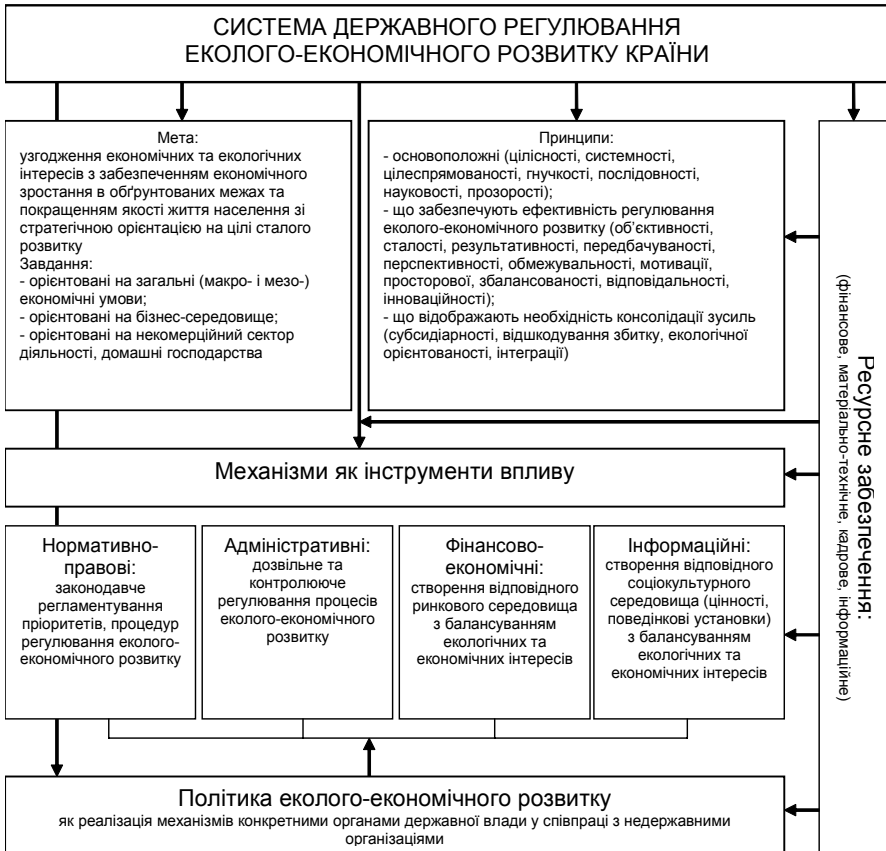 СИСТЕМА ДЕРЖАВНОГО РЕГУЛЮВАННЯ
ЕКОЛОГО-ЕКОНОМІЧНОГО РОЗВИТКУ КРАЇНИ
Мета:
узгодження економічних та екологічних
інтересів з забезпеченням економічного
зростання в обґрунтованих межах та
покращенням якості життя населення зі
стратегічною орієнтацією на цілі сталого
розвитку
Завдання:
- орієнтовані на загальні (макро- і мезо-)
економічні умови;
- орієнтовані на бізнес-середовище;
- орієнтовані на некомерційний сектор
діяльності, домашні господарства
Принципи:
- основоположні (цілісності, системності,
цілеспрямованості, гнучкості, послідовності,
науковості, прозорості);
- що забезпечують ефективність регулювання
еколого-економічного розвитку (об’єктивності,
сталості, результативності, передбачуваності,
перспективності, обмежувальності, мотивації,
просторової, збалансованості, відповідальності,
інноваційності);
- що відображають необхідність консолідації зусиль
(субсидіарності, відшкодування збитку, екологічної
орієнтованості, інтеграції)
Ресурсне забезпечення:
(фінансове, матеріально-технічне, кадрове, інформаційне)
Механізми як інструменти впливу
Нормативно-
правові:
законодавче
регламентування
пріоритетів, процедур
регулювання еколого-
економічного розвитку
Адміністративні:
дозвільне та
контролююче
регулювання процесів
еколого-економічного
розвитку
Фінансово-
економічні:
створення відповідного
ринкового середовища
з балансуванням
екологічних та
економічних інтересів
Інформаційні:
створення відповідного
соціокультурного
середовища (цінності,
поведінкові установки)
з балансуванням
екологічних та
економічних інтересів
Політика еколого-економічного розвитку
як реалізація механізмів конкретними органами державної влади у співпраці з недержавними
організаціями